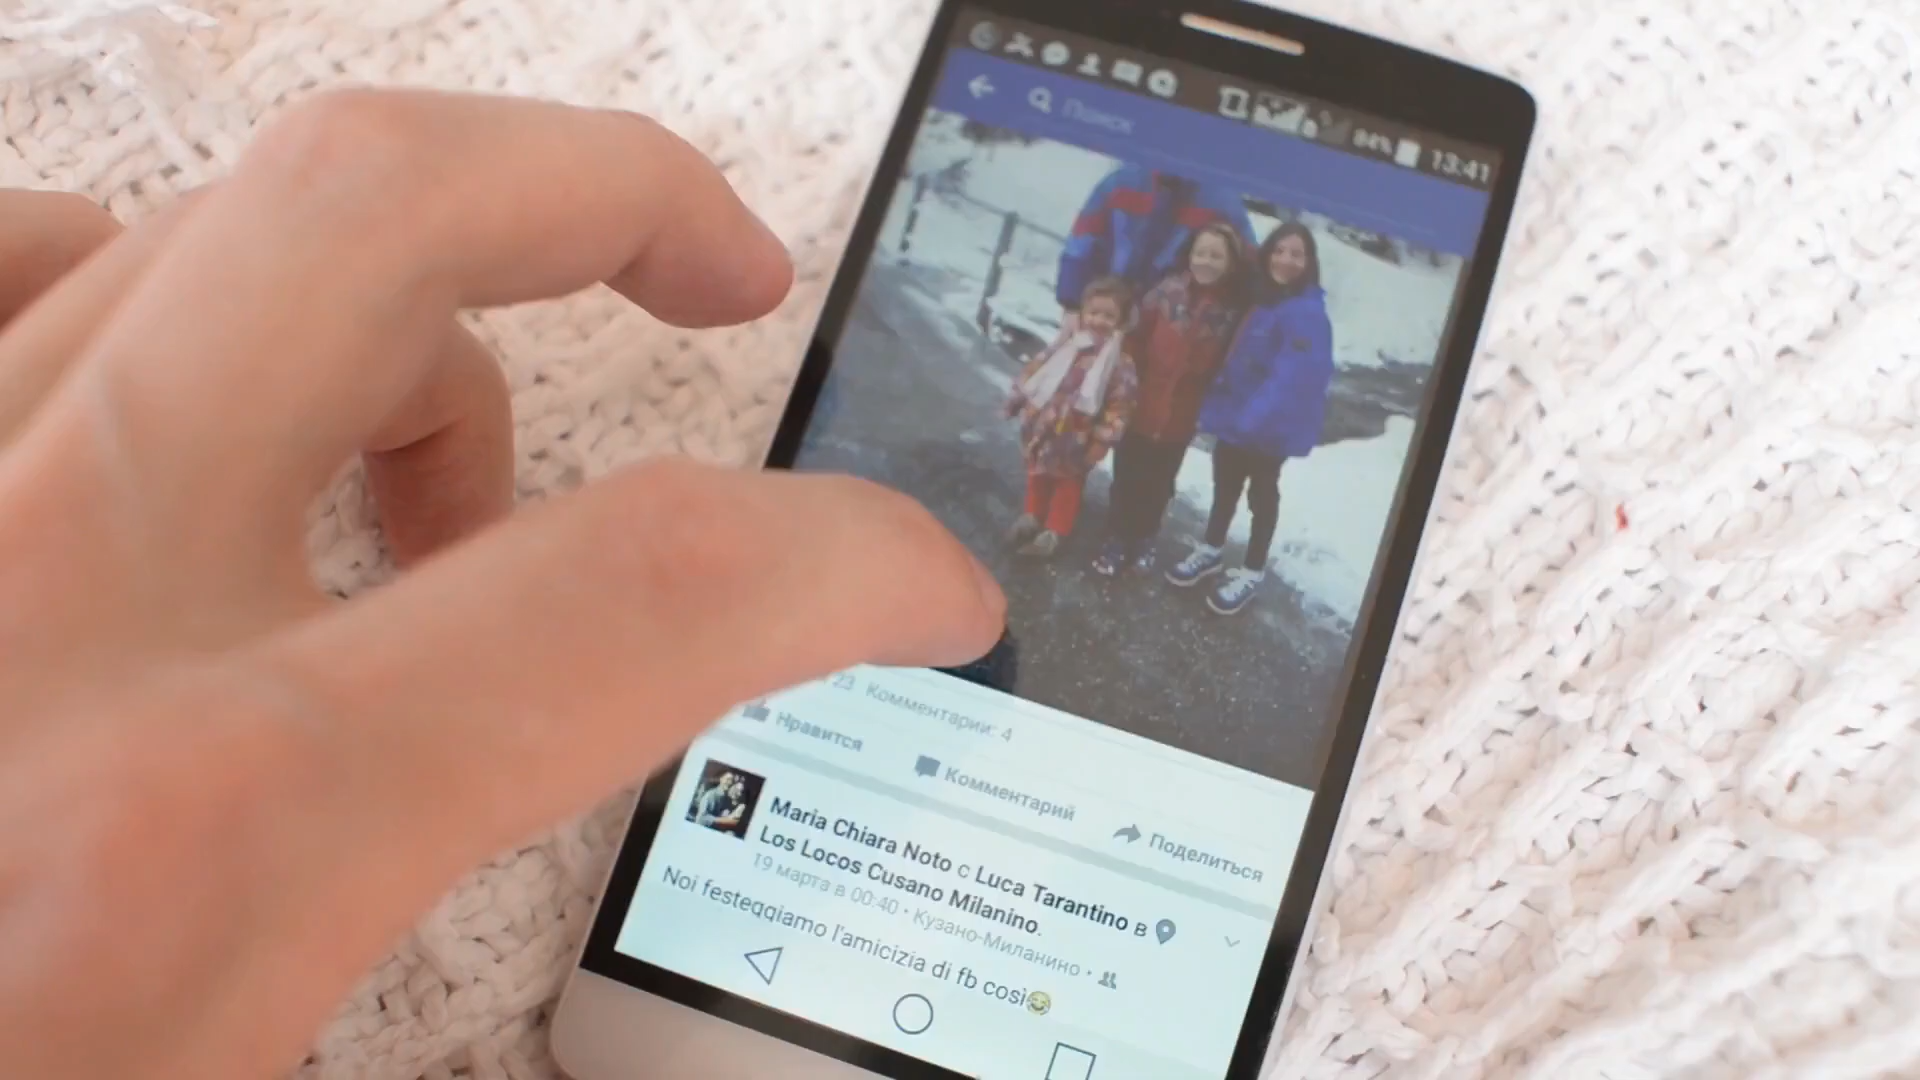 84% 13:41
Поиск
23 Комментарии: 4
Нравится Комментарий Поделиться
Maria Chiara Noto с Luca Tarantino в
Los Locos Cusano Milanino.
19 марта в 00:40 • Кузано-Миланино •
Noi festeggiamo l'amicizia di fb così😂